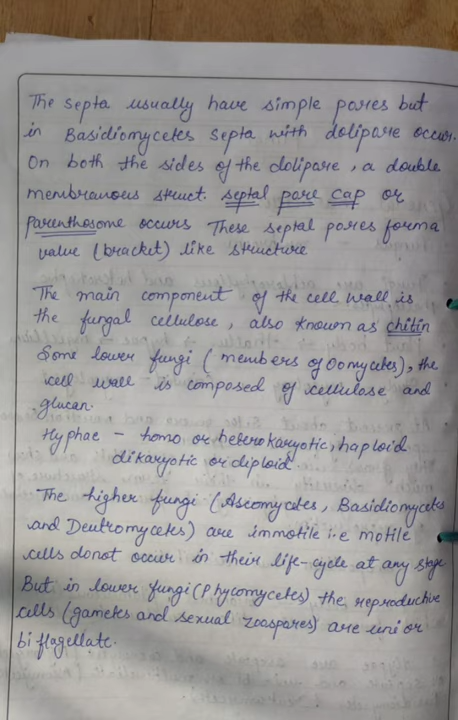 The septa usually have simple pores but
in Basidiomycetes septa with dolipore occur.
On both the sides of the dolipore, a double
membranous struct. septal pore cap or
parenthosome occurs These septal pores forma
value (bracket) like structure
The main component of the cell wall is
the fungal cellulose, also known as chitin
Some lower fungi (members of Oomycetes), the
cell wall is composed of cellulose and
glucan.
Hyphae - homo or heterokaryotic, haploid
dikaryotic or diploid
The higher fungi (Ascomycetes, Basidiomycets
and Deutromycetes) are immotile i.e motile
cells donot occur in their life-cycle at any stage
But in lower fungi (Phycomycetes) the reproductive
cells (gametes and sexual zoospores) are uni or
bi flagellate.